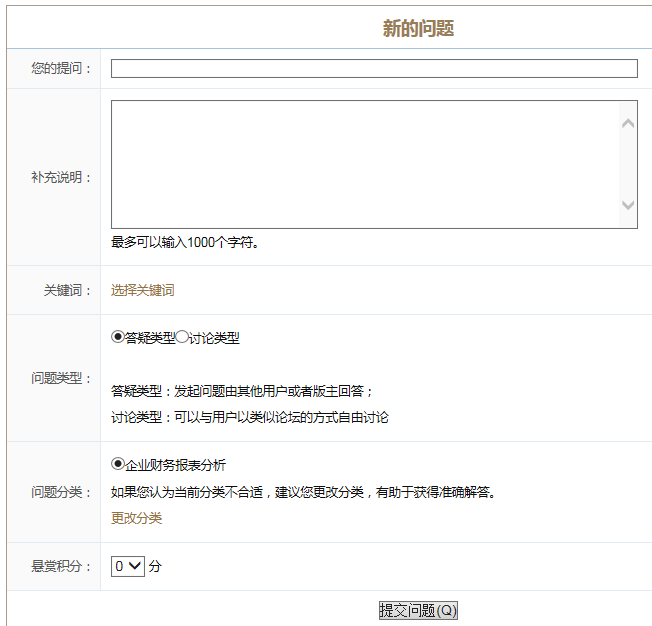 新的问题
您的提问：
补充说明：
最多可以输入1000个字符。
关键词： 选择关键词
答疑类型 讨论类型
问题类型：
答疑类型：发起问题由其他用户或者版主回答；
讨论类型：可以与用户以类似论坛的方式自由讨论
企业财务报表分析
问题分类： 如果您认为当前分类不合适，建议您更改分类，有助于获得准确解答。
更改分类
悬赏积分： 0 分
提交问题(Q)